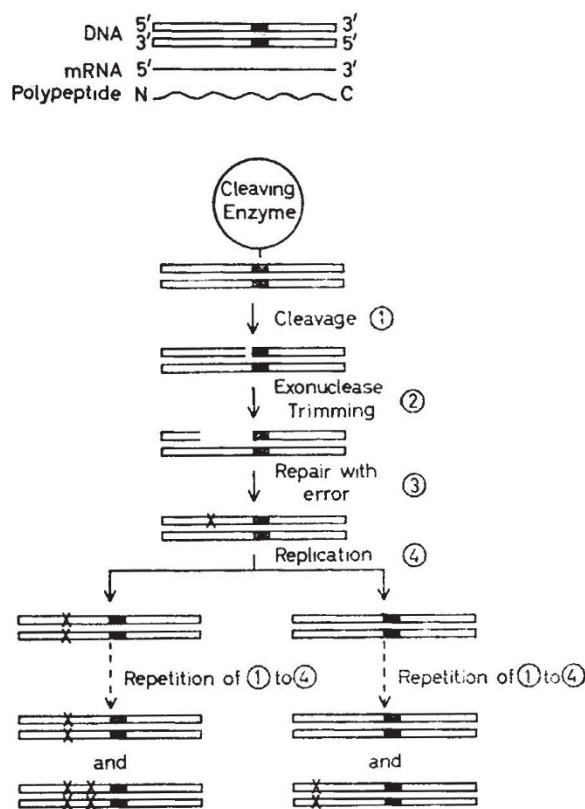 DNA 5′ 3′
3′ 5′
mRNA 5′ 3′
Polypeptide N C
Cleaving
Enzyme
Cleavage ①
Exonuclease
Trimming ②
Repair with
error ③
Replication ④
X
X
X
Repetition of ① to ④ Repetition of ① to ④
X
X
and and
X X X
X X X